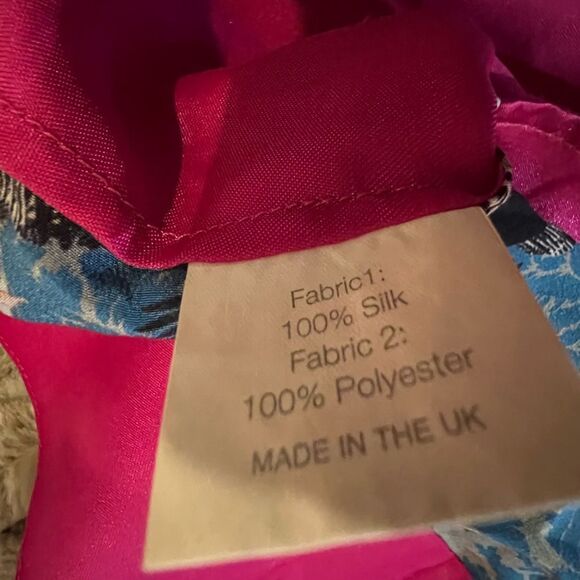 Fabric1:
100% Silk
Fabric 2:
100% Polyester
MADE IN THE UK